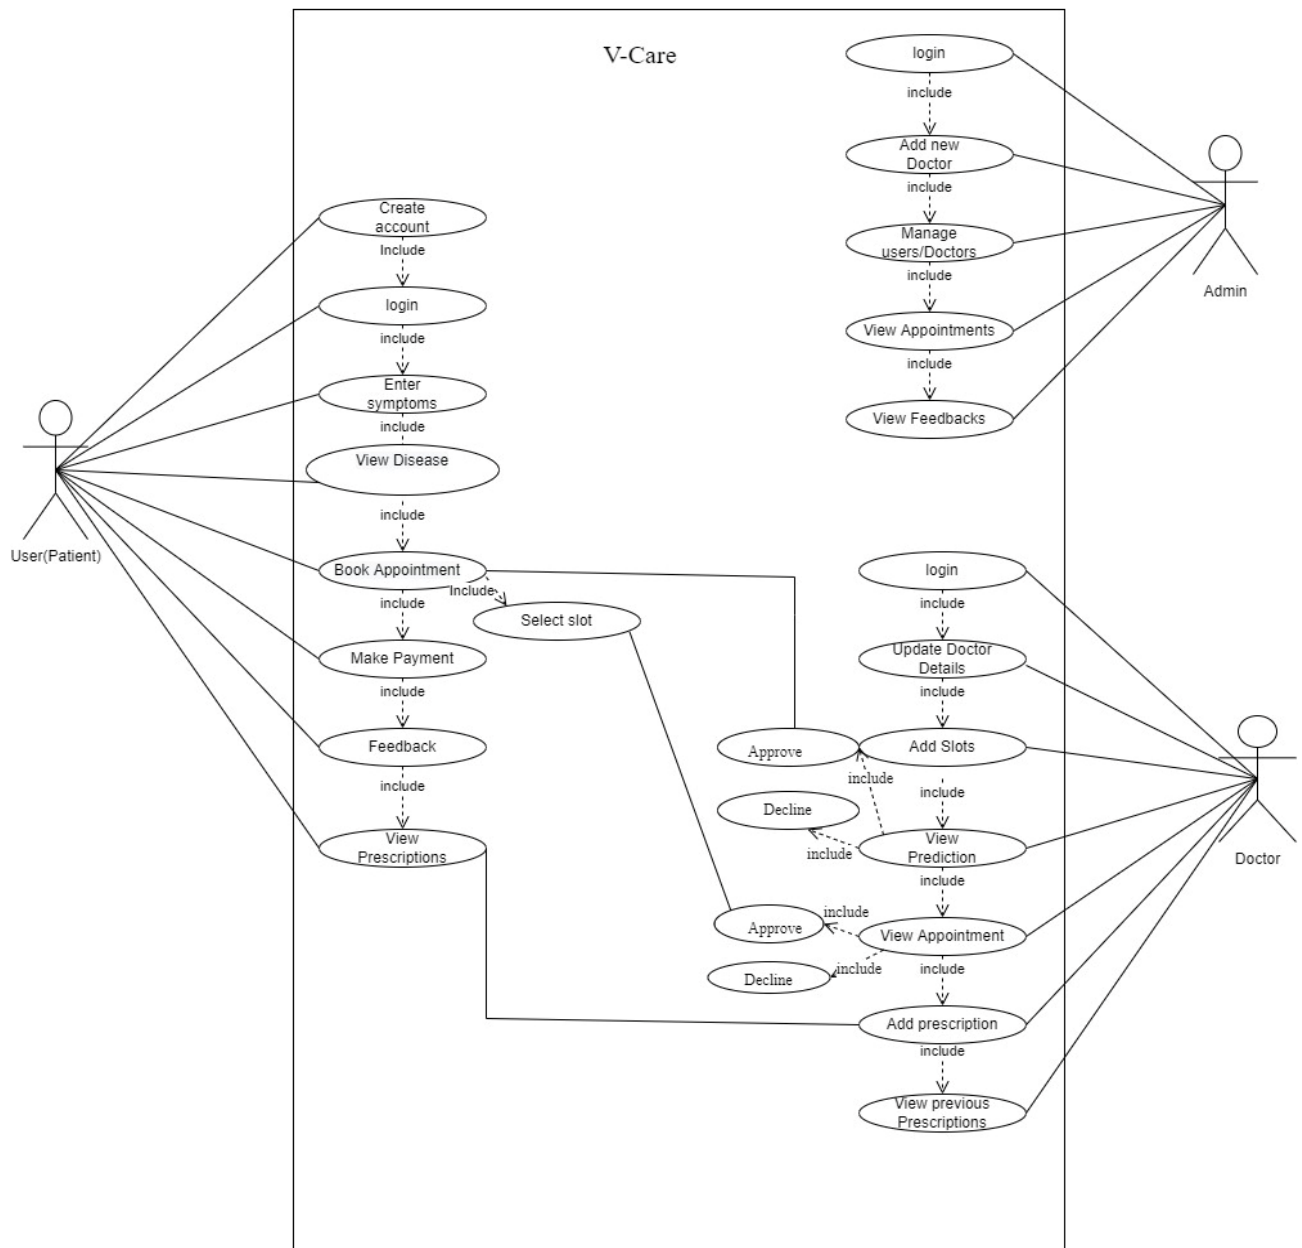 V-Care
login
include
Add new
Doctor
include
Manage
users/Doctors
include
View Appointments
include
View Feedbacks
Admin
Create
account
Include
login
include
Enter
symptoms
include
View Disease
include
Book Appointment
Include
include
Select slot
Make Payment
include
Feedback
include
View
Prescriptions
User(Patient)
login
include
Update Doctor
Details
include
Add Slots
Approve
include
include
Decline
View
Prediction
include
include
View Appointment
include
Approve
include
include
Decline
Add prescription
include
View previous
Prescriptions
Doctor